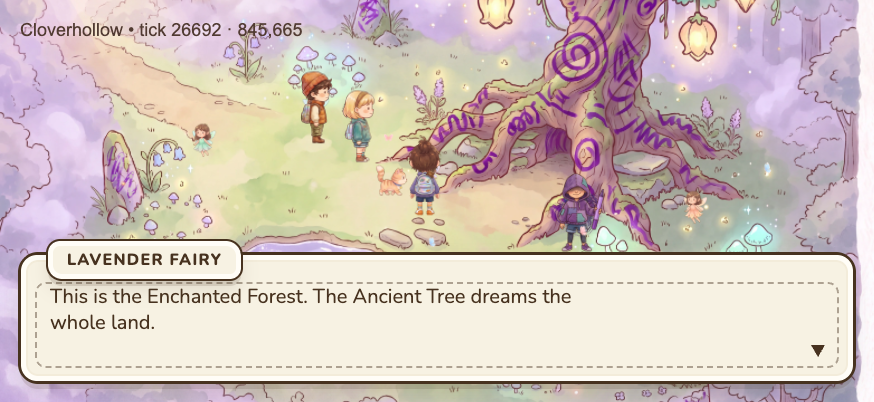 Cloverhollow • tick 26692 · 845,665
LAVENDER FAIRY
This is the Enchanted Forest. The Ancient Tree dreams the
whole land.